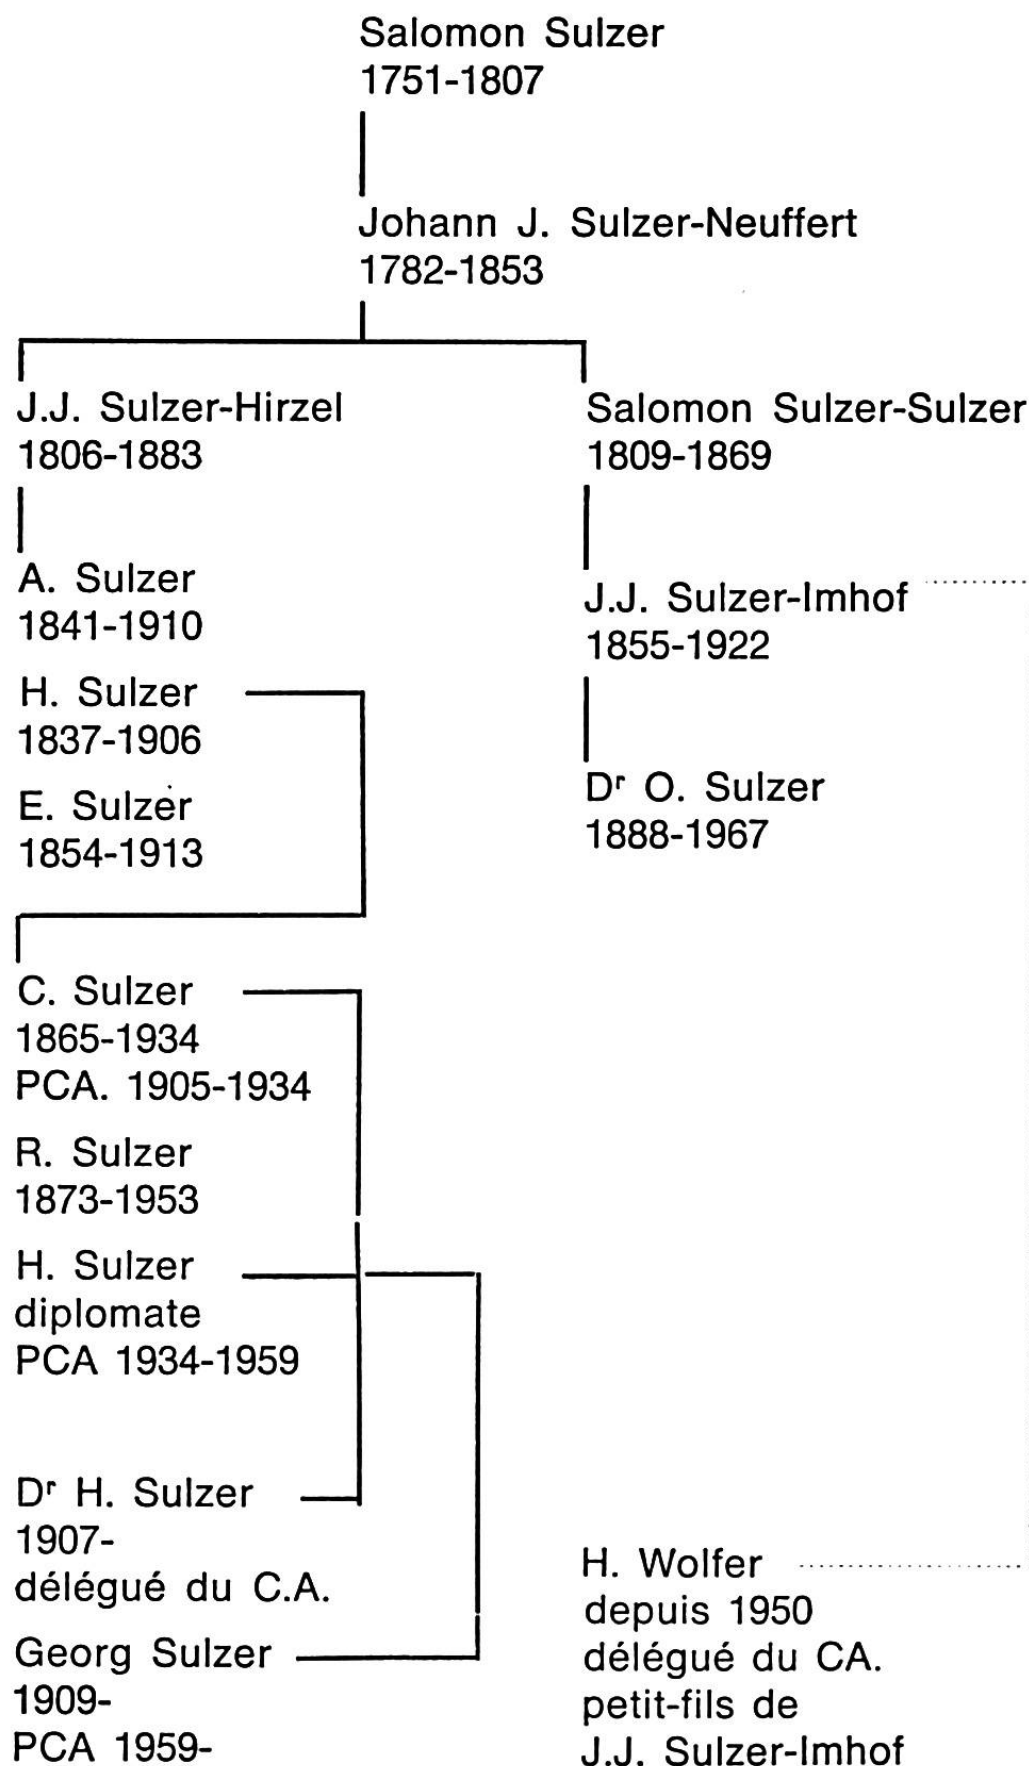 Salomon Sulzer
1751-1807
Johann J. Sulzer-Neuffert
1782-1853
J.J. Sulzer-Hirzel
1806-1883
A. Sulzer
1841-1910
H. Sulzer
1837-1906
E. Sulzer
1854-1913
C. Sulzer
1865-1934
PCA. 1905-1934
R. Sulzer
1873-1953
H. Sulzer
diplomate
PCA 1934-1959
Dʳ H. Sulzer
1907-
délégué du C.A.
Georg Sulzer
1909-
PCA 1959-
Salomon Sulzer-Sulzer
1809-1869
J.J. Sulzer-Imhof
1855-1922
Dʳ O. Sulzer
1888-1967
H. Wolfer
depuis 1950
délégué du CA.
petit-fils de
J.J. Sulzer-Imhof